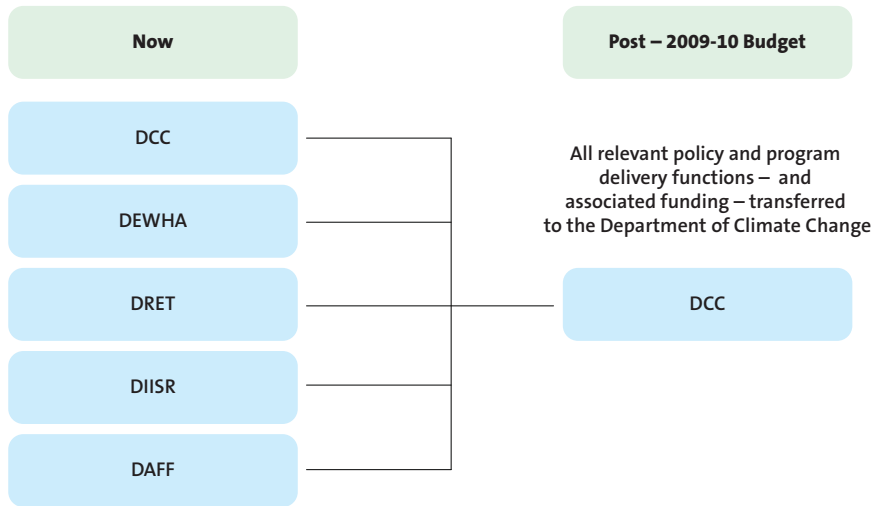 Now
Post – 2009-10 Budget
DCC
DEWHA
DRET
DIISR
DAFF
All relevant policy and program
delivery functions – and
associated funding – transferred
to the Department of Climate Change
DCC